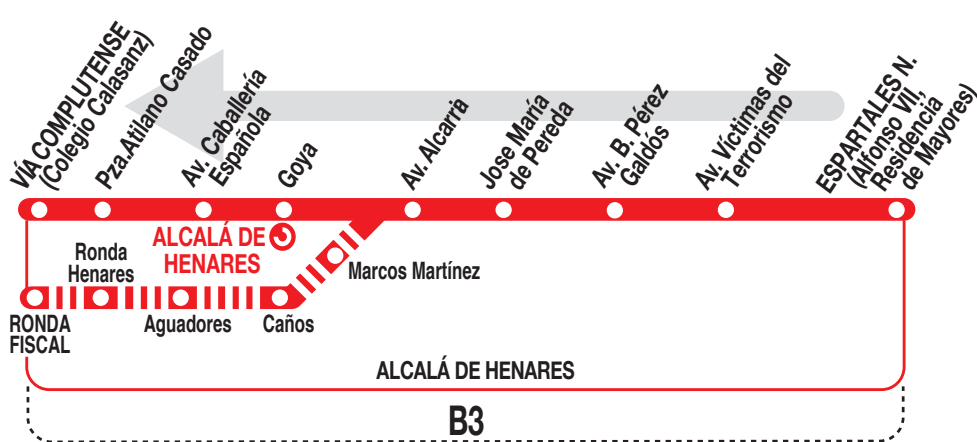 VÍA COMPLUTENSE
(Colegio Calasanz)
Pza.Atilano Casado
Av. Caballería
Española
Goya
Av. Alcarria
Jose María
de Pereda
Av. B. Pérez
Galdós
Av. Víctimas del
Terrorismo
ESPARTALES N.
(Alfonso VII,
Residencia
de Mayores)
ALCALÁ DE
HENARES
Ronda
Henares
Marcos Martínez
RONDA
FISCAL
Aguadores
Caños
ALCALÁ DE HENARES
B3